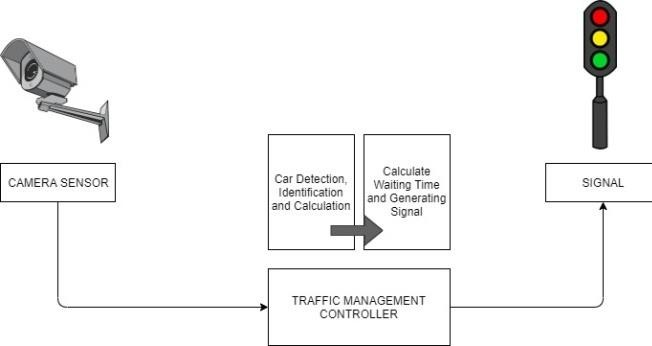 CAMERA SENSOR
Car Detection,
Identification
and Calculation
Calculate
Waiting Time
and Generating
Signal
SIGNAL
TRAFFIC MANAGEMENT
CONTROLLER